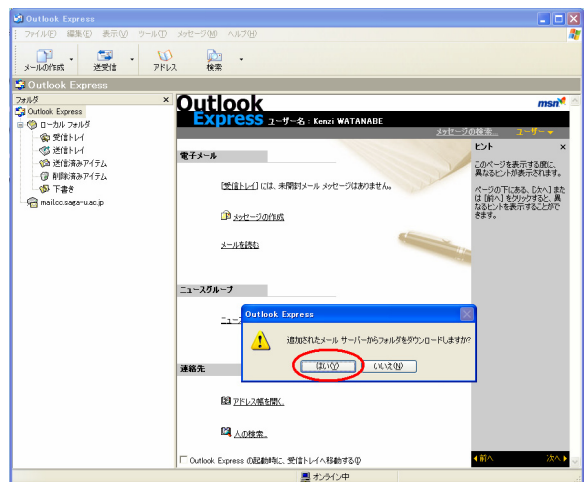 Outlook Express
ファイル(F) 編集(E) 表示(V) ツール(T) メッセージ(M) ヘルプ(H)
メールの作成 送受信 アドレス 検索
Outlook Express
フォルダ ×
Outlook Express
ローカル フォルダ
受信トレイ
送信トレイ
送信済みアイテム
削除済みアイテム
下書き
mail.cc.saga-u.ac.jp
Outlook
Express ユーザー名 : Kenzi WATANABE
msn
メッセージの検索... ユーザー
電子メール
[受信トレイ] には、未開封メール メッセージはありません。
メッセージの作成
メールを読む
ニュースグループ
ニュー
連絡先
アドレス帳を開く...
人の検索...
Outlook Express の起動時に、受信トレイへ移動する(I)
ヒント ×
このページを表示する度に、
異なるヒントが表示されます。
ページの下にある、[次へ] また
は [前へ] をクリックすると、異
なるヒントを表示することがで
きます。
前へ 次へ
Outlook Express
追加されたメール サーバーからフォルダをダウンロードしますか?
はい(Y) いいえ(N)
オンライン中